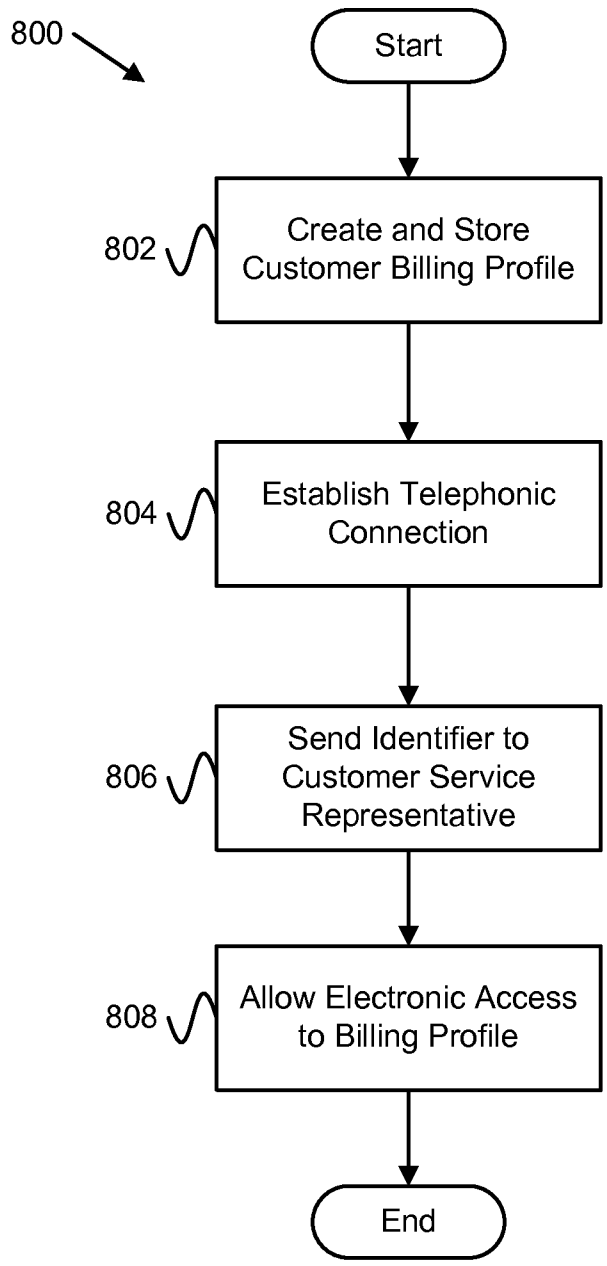 800
Start
802
Create and Store
Customer Billing Profile
804
Establish Telephonic
Connection
806
Send Identifier to
Customer Service
Representative
808
Allow Electronic Access
to Billing Profile
End